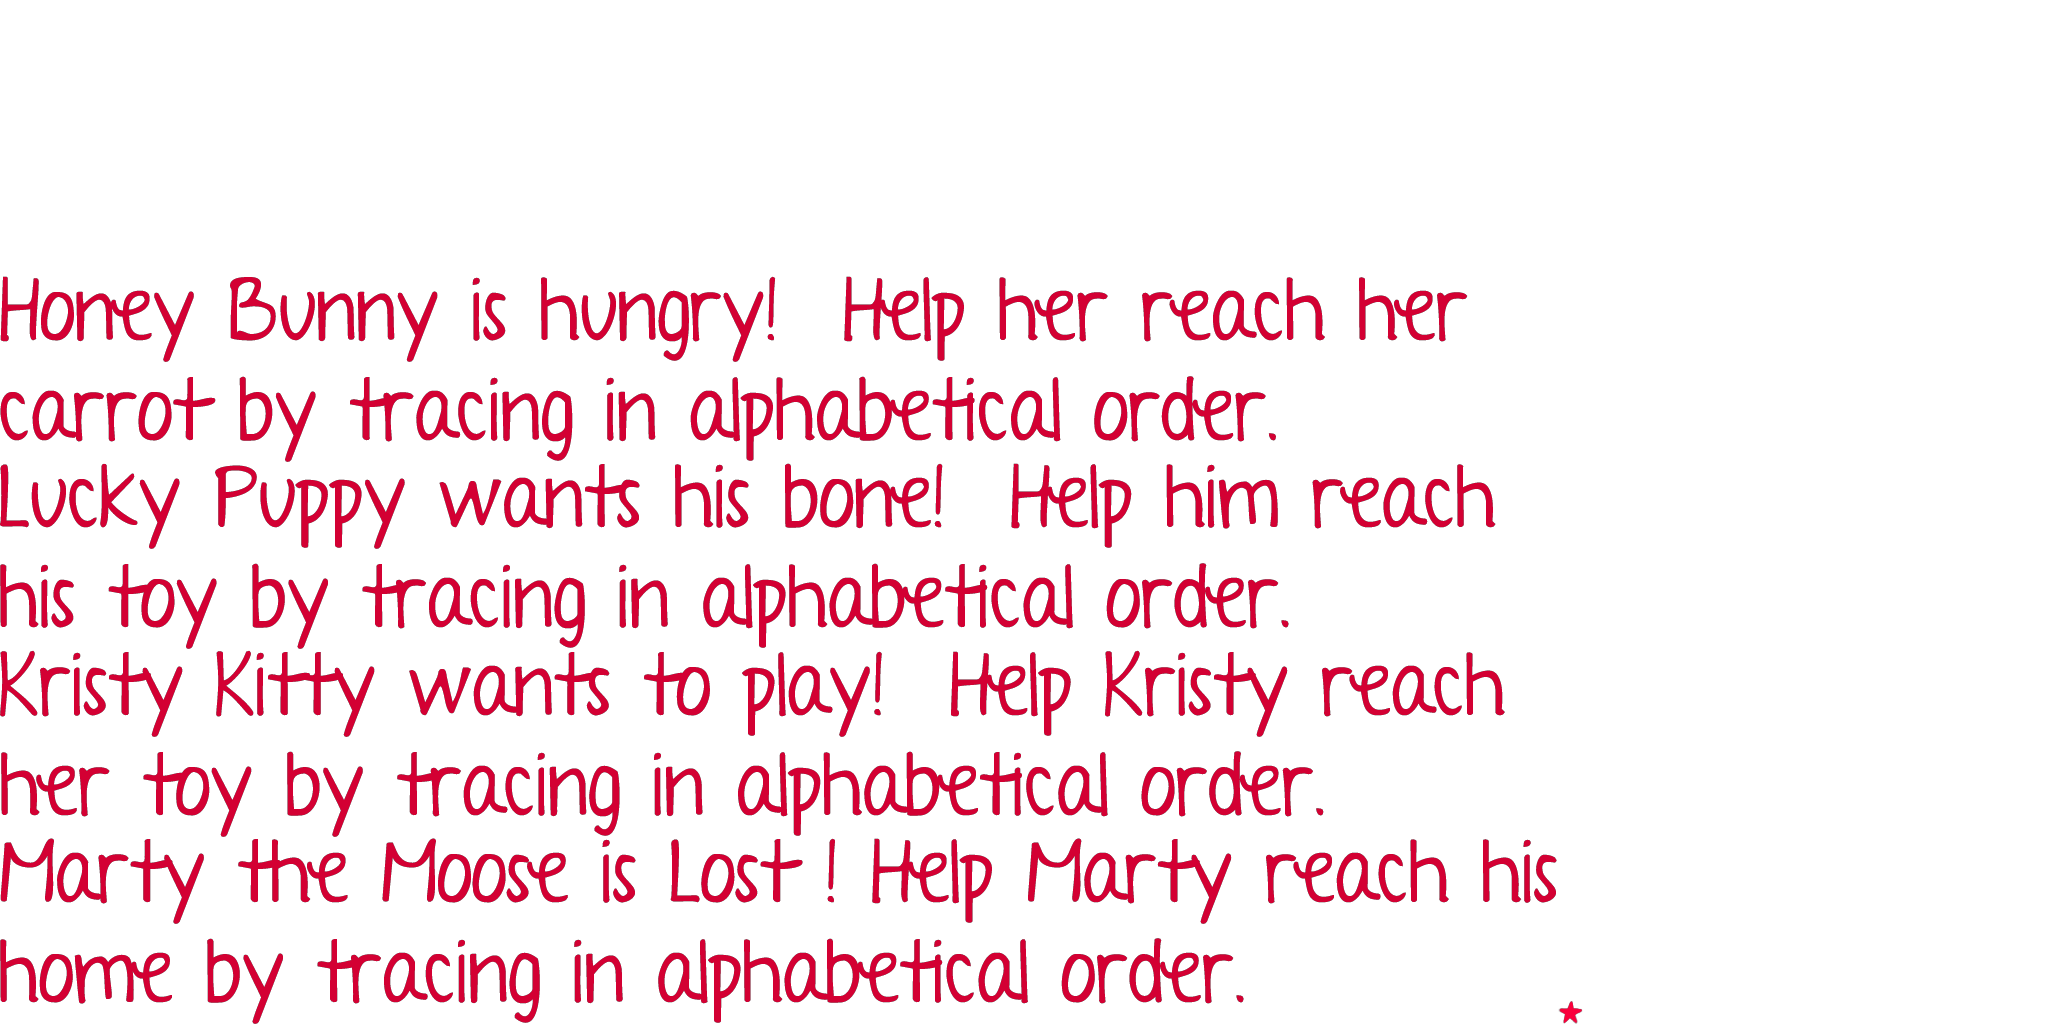 Honey Bunny is hungry!  Help her reach her
carrot by tracing in alphabetical order.
Lucky Puppy wants his bone!  Help him reach
his toy by tracing in alphabetical order.
Kristy Kitty wants to play!  Help Kristy reach
her toy by tracing in alphabetical order.
Marty the Moose is Lost ! Help Marty reach his
home by tracing in alphabetical order.